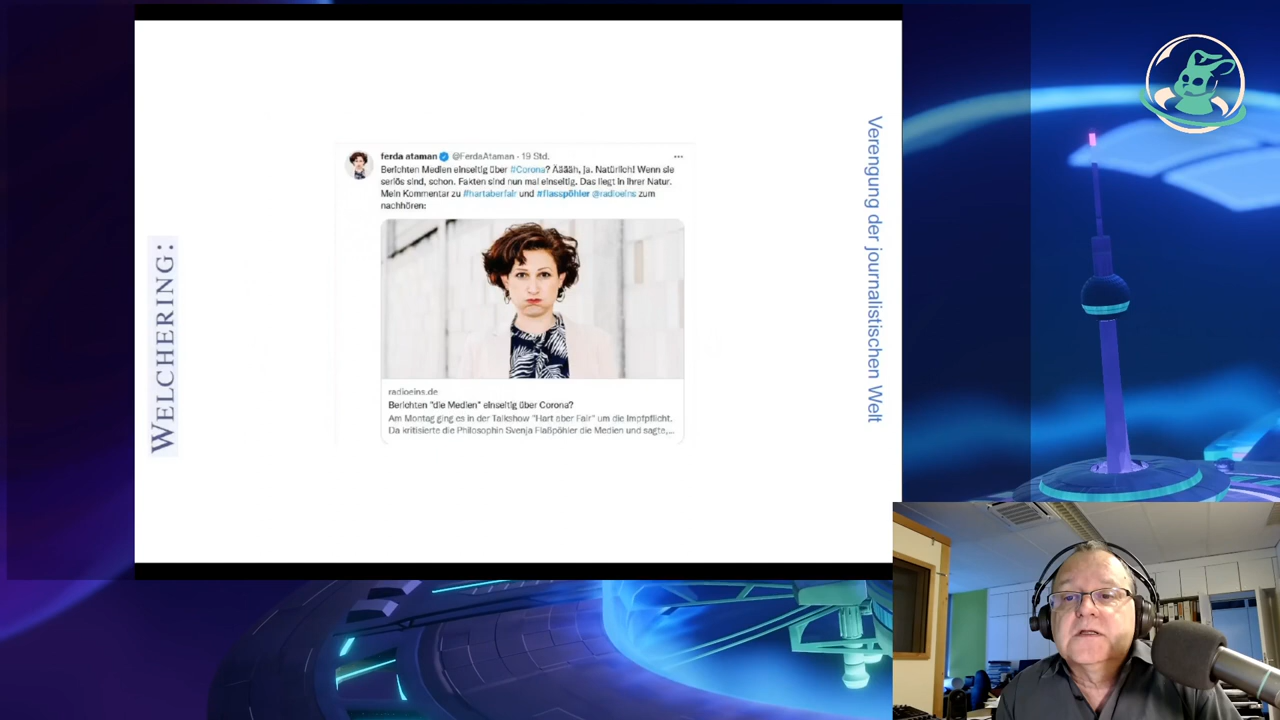 WELCHERING:
ferda ataman @FerdaAtaman · 19 Std.
Berichten Medien einseitig über #Corona? Ääääh, ja. Natürlich! Wenn sie
seriös sind, schon. Fakten sind nun mal einseitig. Das liegt in ihrer Natur.
Mein Kommentar zu #hartaberfair und #flasspöhler @radioeins zum
nachhören:
radioeins.de
Berichten "die Medien" einseitig über Corona?
Am Montag ging es in der Talkshow "Hart aber Fair" um die Impfpflicht.
Da kritisierte die Philosophin Svenja Flaßpöhler die Medien und sagte,...
Verengung der journalistischen Welt